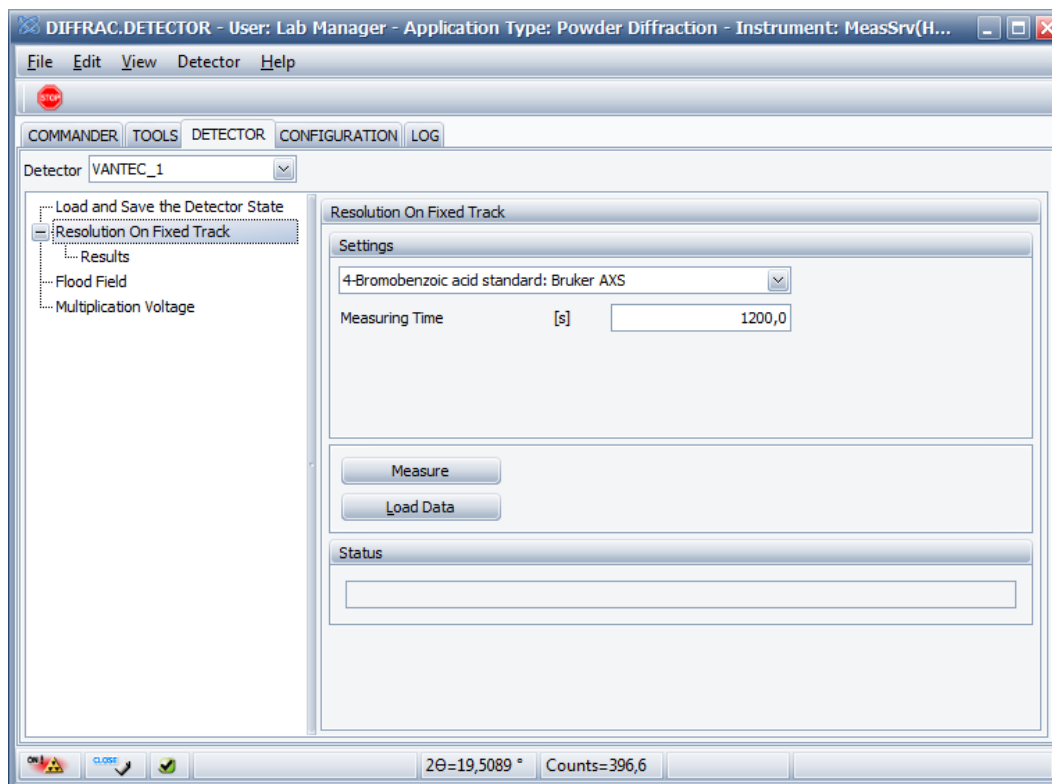 DIFFRAC.DETECTOR - User: Lab Manager - Application Type: Powder Diffraction - Instrument: MeasSrv(H...
File Edit View Detector Help
STOP
COMMANDER TOOLS DETECTOR CONFIGURATION LOG
Detector VANTEC_1
Load and Save the Detector State
Resolution On Fixed Track
Results
Flood Field
Multiplication Voltage
Resolution On Fixed Track
Settings
4-Bromobenzoic acid standard: Bruker AXS
Measuring Time [s] 1200,0
Measure
Load Data
Status
ON CLOSE 2Θ=19,5089 ° Counts=396,6